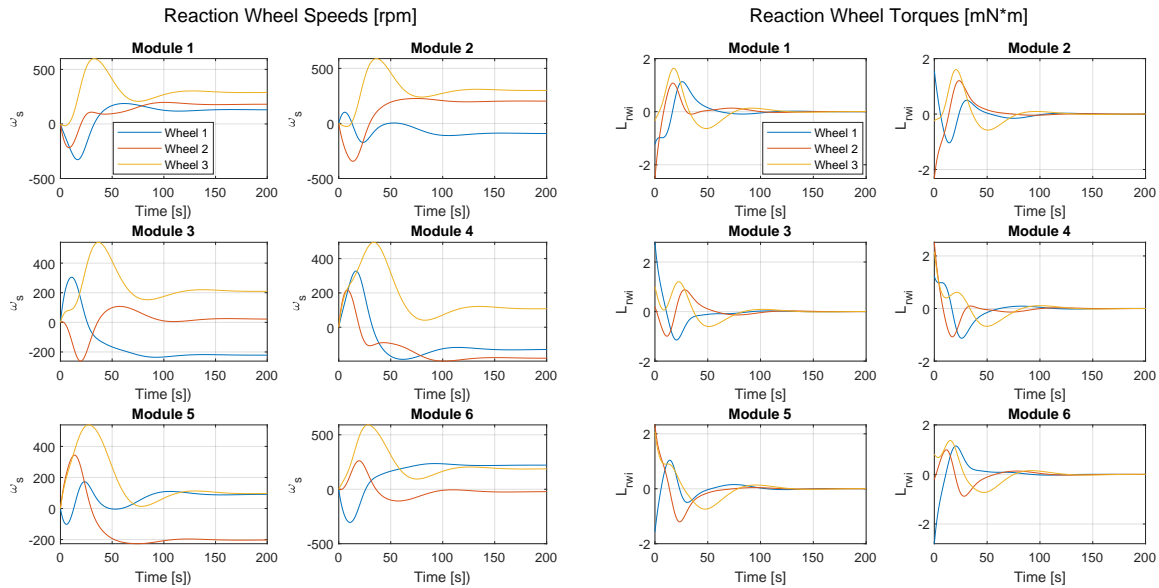 Reaction Wheel Speeds [rpm]
Module 1
500
0
-500
ω_s
0 50 100 150 200
Time [s])
Wheel 1
Wheel 2
Wheel 3
Module 2
500
0
-500
ω_s
0 50 100 150 200
Time [s])
Module 3
400
200
0
-200
ω_s
0 50 100 150 200
Time [s])
Module 4
400
200
0
ω_s
0 50 100 150 200
Time [s])
Module 5
400
200
0
-200
ω_s
0 50 100 150 200
Time [s])
Module 6
500
0
-500
ω_s
0 50 100 150 200
Time [s])
Reaction Wheel Torques [mN*m]
Module 1
2
0
-2
L_rwi
0 50 100 150 200
Time [s])
Wheel 1
Wheel 2
Wheel 3
Module 2
2
0
-2
L_rwi
0 50 100 150 200
Time [s])
Module 3
2
0
-2
L_rwi
0 50 100 150 200
Time [s])
Module 4
2
0
-2
L_rwi
0 50 100 150 200
Time [s])
Module 5
2
0
-2
L_rwi
0 50 100 150 200
Time [s])
Module 6
2
0
-2
L_rwi
0 50 100 150 200
Time [s])